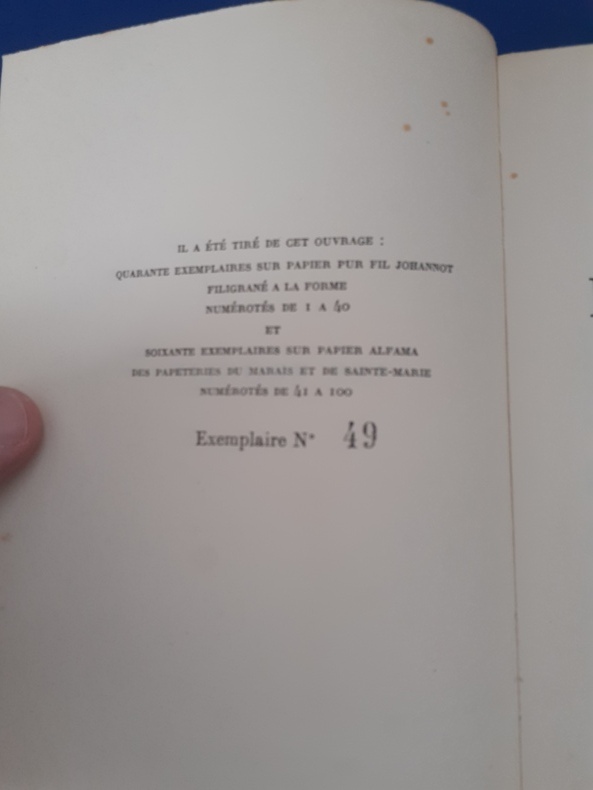 IL A ÉTÉ TIRÉ DE CET OUVRAGE :
QUARANTE EXEMPLAIRES SUR PAPIER PUR FIL JOHANNOT
FILIGRANÉ A LA FORME
NUMÉROTÉS DE 1 A 40
ET
SOIXANTE EXEMPLAIRES SUR PAPIER ALFAMA
DES PAPETERIES DU MARAIS ET DE SAINTE-MARIE
NUMÉROTÉS DE 41 A 100
Exemplaire N° 49